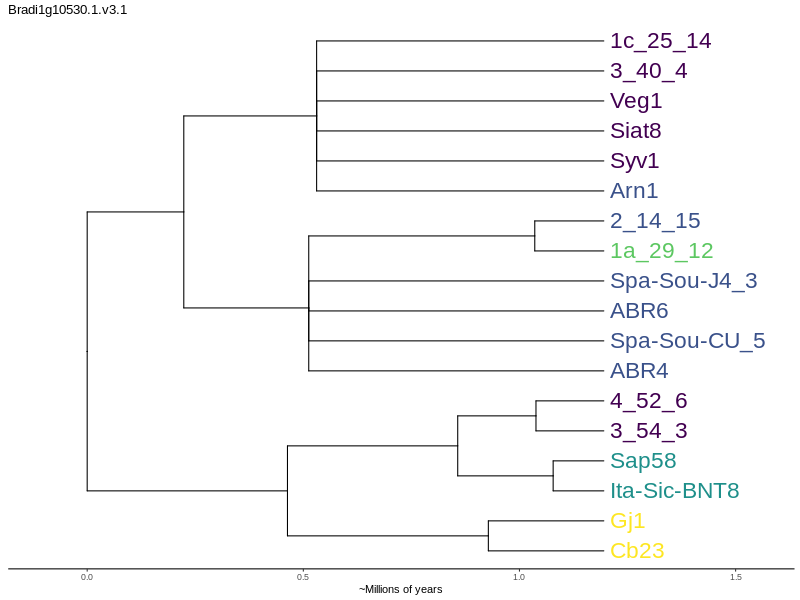 Bradi1g10530.1.v3.1
1c_25_14
3_40_4
Veg1
Siat8
Syv1
Arn1
2_14_15
1a_29_12
Spa-Sou-J4_3
ABR6
Spa-Sou-CU_5
ABR4
4_52_6
3_54_3
Sap58
Ita-Sic-BNT8
Gj1
Cb23
0.0 0.5 1.0 1.5
~Millions of years